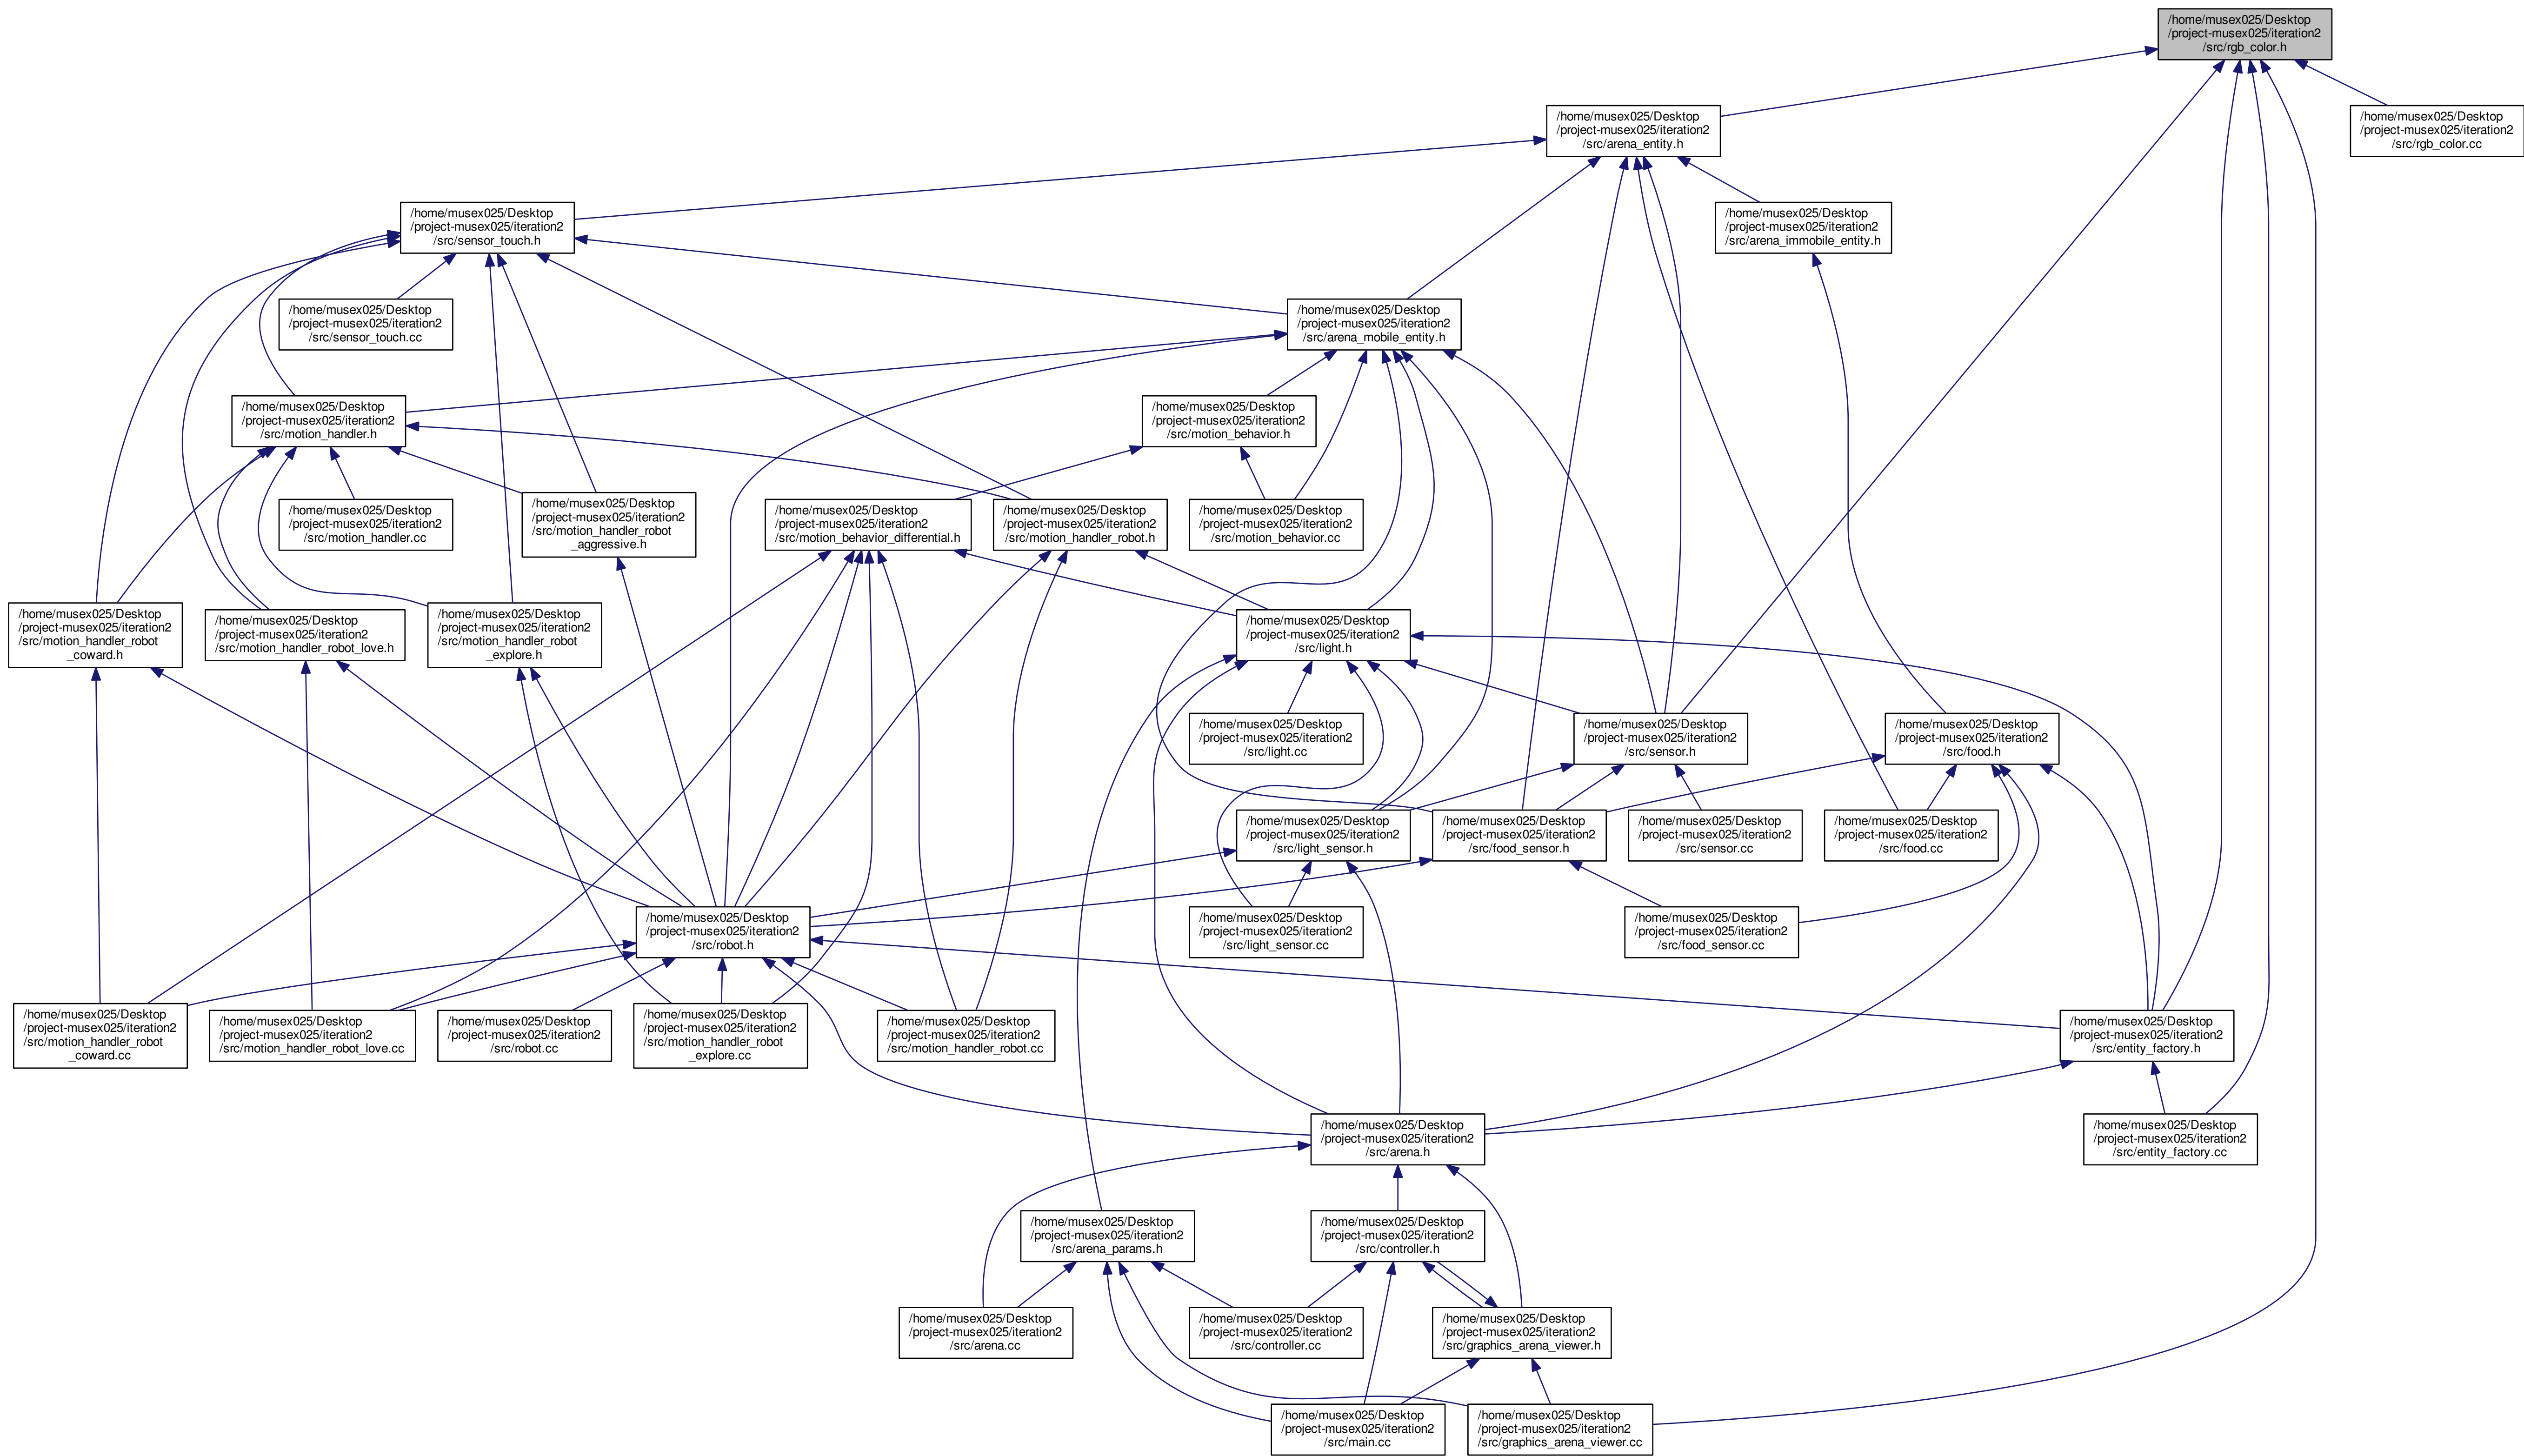 /home/musex025/Desktop
/project-musex025/iteration2
/src/rgb_color.h
/home/musex025/Desktop
/project-musex025/iteration2
/src/arena_entity.h
/home/musex025/Desktop
/project-musex025/iteration2
/src/rgb_color.cc
/home/musex025/Desktop
/project-musex025/iteration2
/src/sensor_touch.h
/home/musex025/Desktop
/project-musex025/iteration2
/src/arena_immobile_entity.h
/home/musex025/Desktop
/project-musex025/iteration2
/src/sensor_touch.cc
/home/musex025/Desktop
/project-musex025/iteration2
/src/arena_mobile_entity.h
/home/musex025/Desktop
/project-musex025/iteration2
/src/motion_handler.h
/home/musex025/Desktop
/project-musex025/iteration2
/src/motion_behavior.h
/home/musex025/Desktop
/project-musex025/iteration2
/src/motion_handler.cc
/home/musex025/Desktop
/project-musex025/iteration2
/src/motion_handler_robot
_aggressive.h
/home/musex025/Desktop
/project-musex025/iteration2
/src/motion_behavior_differential.h
/home/musex025/Desktop
/project-musex025/iteration2
/src/motion_handler_robot.h
/home/musex025/Desktop
/project-musex025/iteration2
/src/motion_behavior.cc
/home/musex025/Desktop
/project-musex025/iteration2
/src/motion_handler_robot
_coward.h
/home/musex025/Desktop
/project-musex025/iteration2
/src/motion_handler_robot_love.h
/home/musex025/Desktop
/project-musex025/iteration2
/src/motion_handler_robot
_explore.h
/home/musex025/Desktop
/project-musex025/iteration2
/src/light.h
/home/musex025/Desktop
/project-musex025/iteration2
/src/light.cc
/home/musex025/Desktop
/project-musex025/iteration2
/src/sensor.h
/home/musex025/Desktop
/project-musex025/iteration2
/src/food.h
/home/musex025/Desktop
/project-musex025/iteration2
/src/light_sensor.h
/home/musex025/Desktop
/project-musex025/iteration2
/src/food_sensor.h
/home/musex025/Desktop
/project-musex025/iteration2
/src/sensor.cc
/home/musex025/Desktop
/project-musex025/iteration2
/src/food.cc
/home/musex025/Desktop
/project-musex025/iteration2
/src/robot.h
/home/musex025/Desktop
/project-musex025/iteration2
/src/light_sensor.cc
/home/musex025/Desktop
/project-musex025/iteration2
/src/food_sensor.cc
/home/musex025/Desktop
/project-musex025/iteration2
/src/motion_handler_robot
_coward.cc
/home/musex025/Desktop
/project-musex025/iteration2
/src/motion_handler_robot_love.cc
/home/musex025/Desktop
/project-musex025/iteration2
/src/robot.cc
/home/musex025/Desktop
/project-musex025/iteration2
/src/motion_handler_robot
_explore.cc
/home/musex025/Desktop
/project-musex025/iteration2
/src/motion_handler_robot.cc
/home/musex025/Desktop
/project-musex025/iteration2
/src/entity_factory.h
/home/musex025/Desktop
/project-musex025/iteration2
/src/arena.h
/home/musex025/Desktop
/project-musex025/iteration2
/src/entity_factory.cc
/home/musex025/Desktop
/project-musex025/iteration2
/src/arena_params.h
/home/musex025/Desktop
/project-musex025/iteration2
/src/controller.h
/home/musex025/Desktop
/project-musex025/iteration2
/src/arena.cc
/home/musex025/Desktop
/project-musex025/iteration2
/src/controller.cc
/home/musex025/Desktop
/project-musex025/iteration2
/src/graphics_arena_viewer.h
/home/musex025/Desktop
/project-musex025/iteration2
/src/main.cc
/home/musex025/Desktop
/project-musex025/iteration2
/src/graphics_arena_viewer.cc